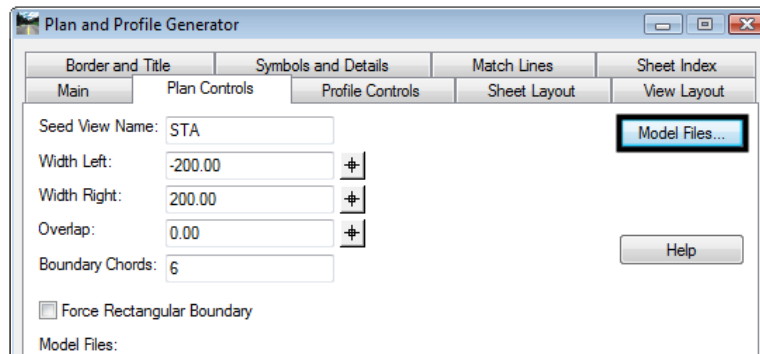 Plan and Profile Generator
Border and Title Symbols and Details Match Lines Sheet Index
Main Plan Controls Profile Controls Sheet Layout View Layout
Seed View Name: STA Model Files...
Width Left: -200.00
Width Right: 200.00
Overlap: 0.00 Help
Boundary Chords: 6
Force Rectangular Boundary
Model Files: